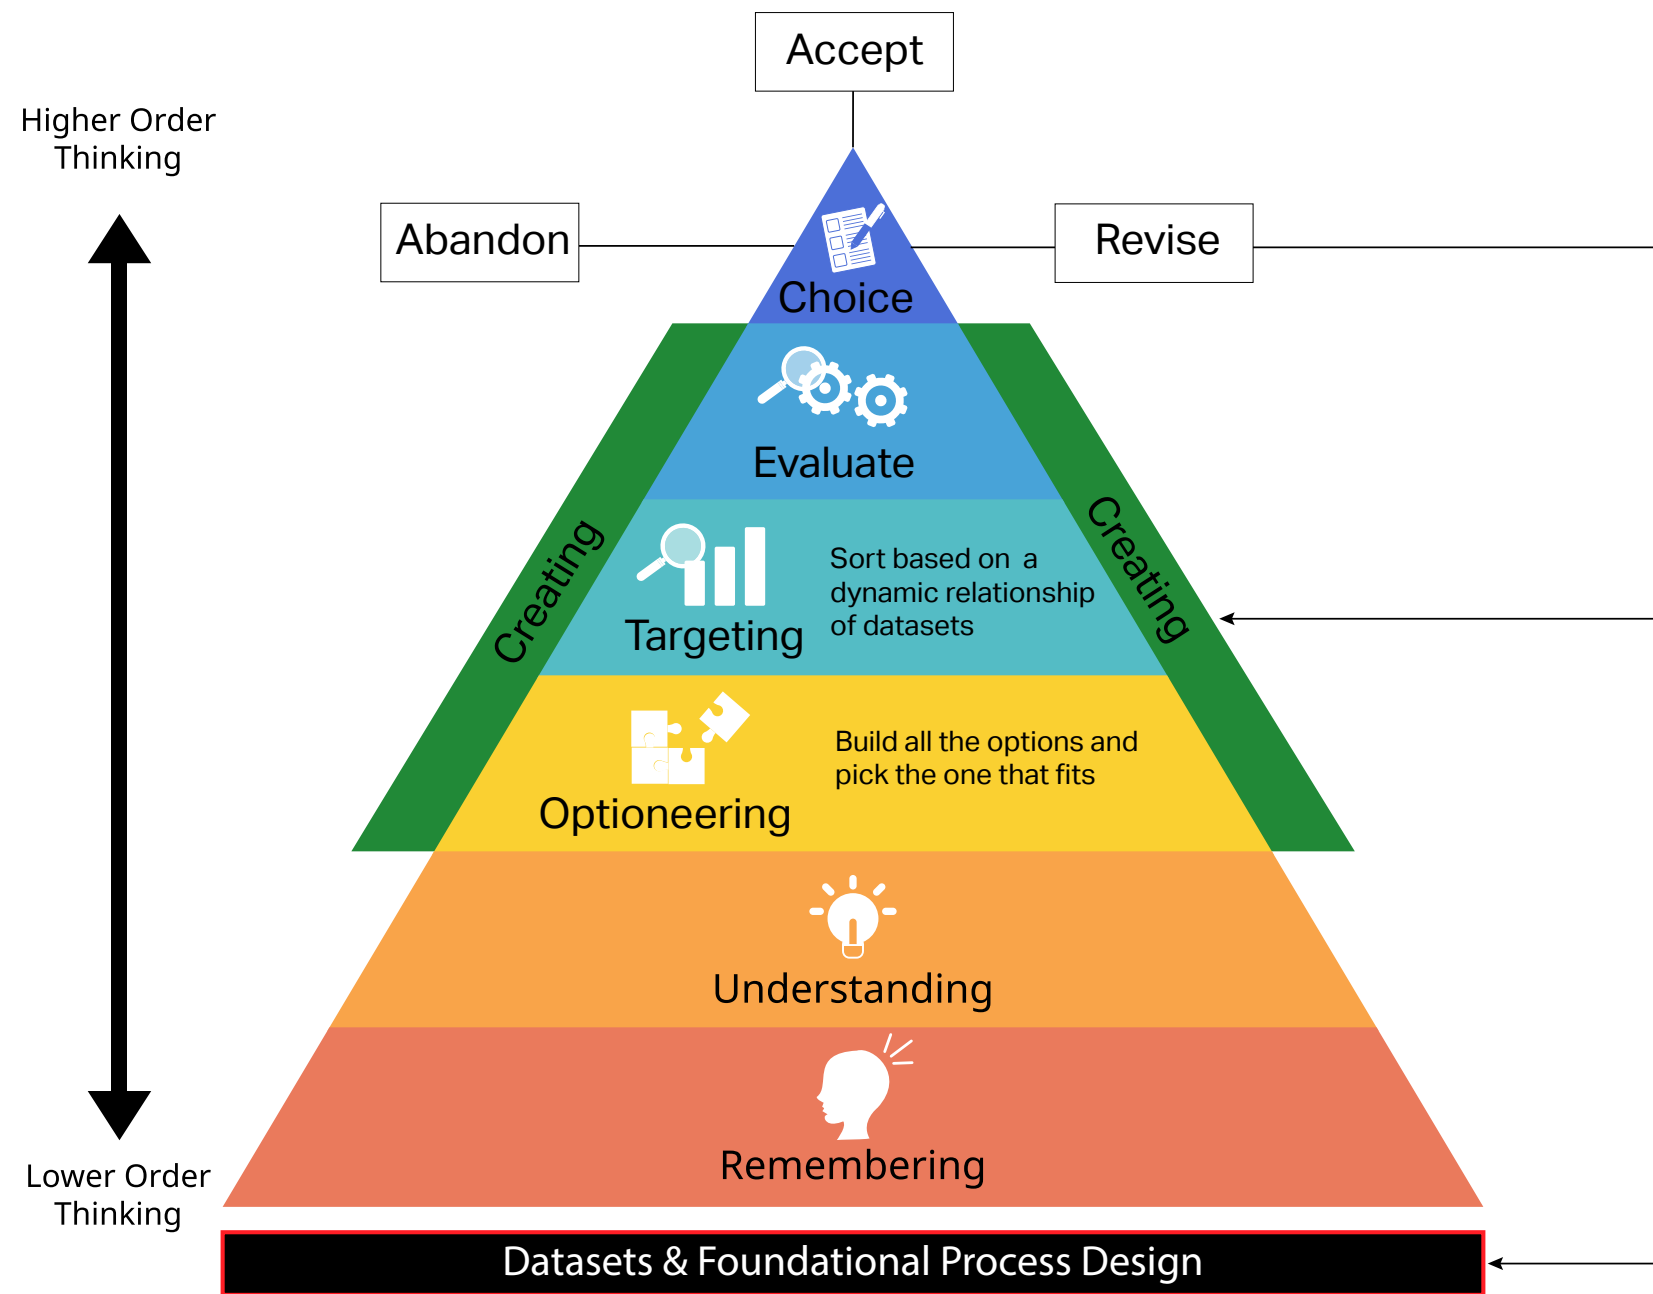 Accept
Higher Order
Thinking
Abandon
Revise
Choice
Evaluate
Creating
Creating
Sort based on a
dynamic relationship
of datasets
Targeting
Build all the options and
pick the one that fits
Optioneering
Understanding
Remembering
Lower Order
Thinking
Datasets & Foundational Process Design